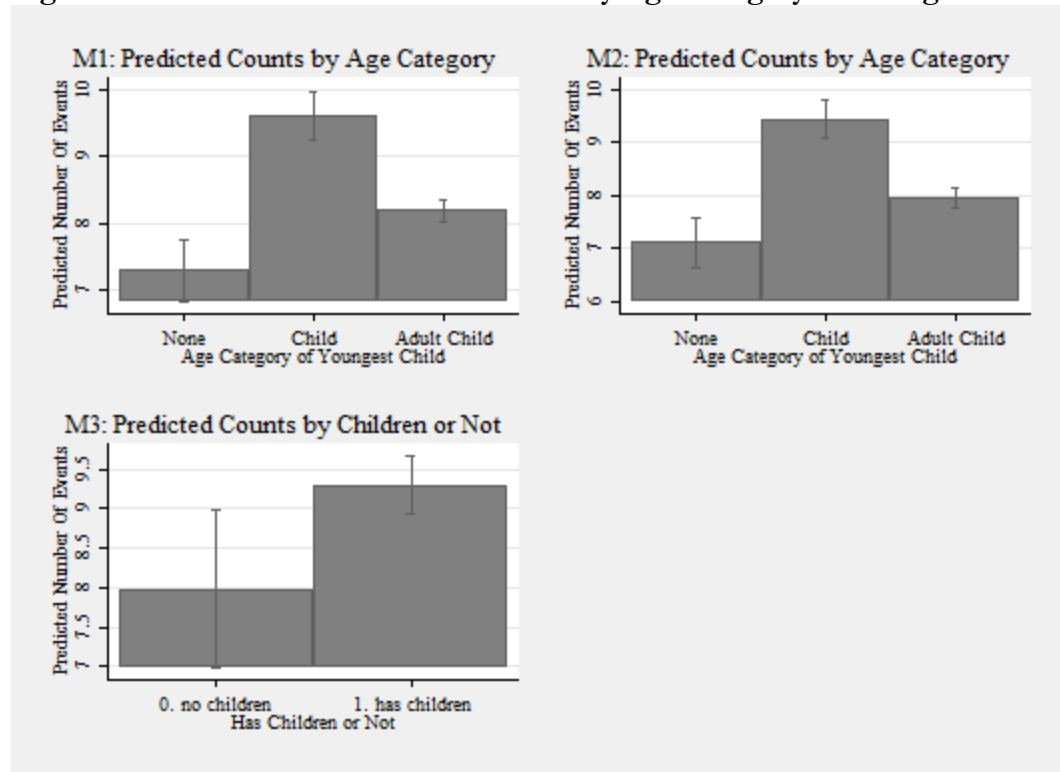 M1: Predicted Counts by Age Category
Predicted Number Of Events
10
9
8
7
None Child Adult Child
Age Category of Youngest Child
M2: Predicted Counts by Age Category
Predicted Number Of Events
10
9
8
7
6
None Child Adult Child
Age Category of Youngest Child
M3: Predicted Counts by Children or Not
Predicted Number Of Events
9.5
9
8.5
8
7.5
7
0. no children 1. has children
Has Children or Not